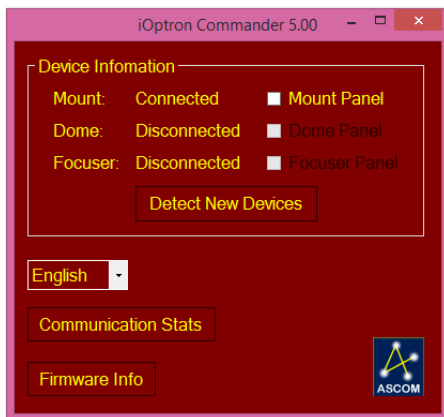 iOptron Commander 5.00
Device Infomation
Mount: Connected Mount Panel
Dome: Disconnected Dome Panel
Focuser: Disconnected Focuser Panel
Detect New Devices
English
Communication Stats
Firmware Info
ASCOM